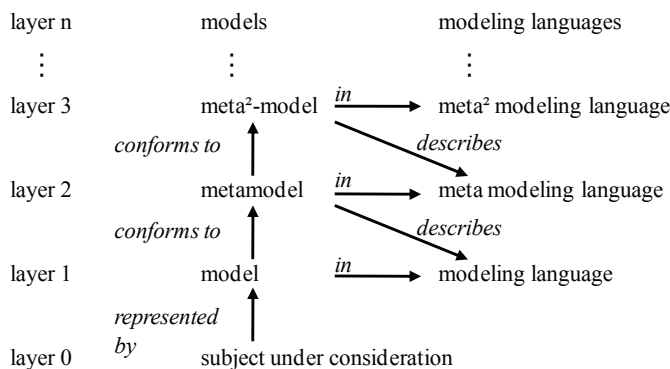 layer n models modeling languages
⋮ ⋮ ⋮
layer 3 meta²-model in meta² modeling language
conforms to describes
layer 2 metamodel in meta modeling language
conforms to describes
layer 1 model in modeling language
represented
by
layer 0 subject under consideration